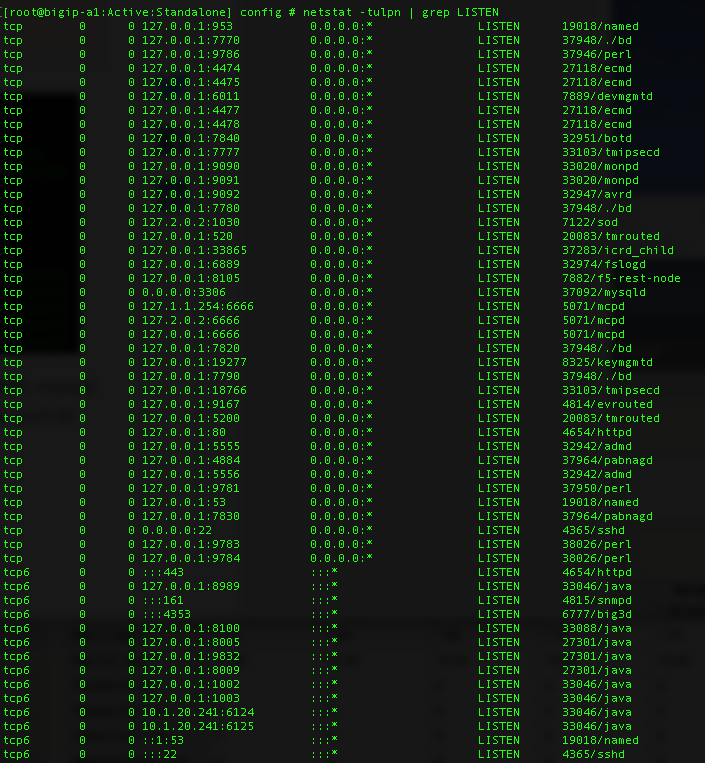 [[root@bigip-a1:Active:Standalone] config # netstat -tulpn | grep LISTEN
tcp 0 0 127.0.0.1:953 0.0.0.0:* LISTEN 19018/named
tcp 0 0 127.0.0.1:7770 0.0.0.0:* LISTEN 37948/./bd
tcp 0 0 127.0.0.1:9786 0.0.0.0:* LISTEN 37946/perl
tcp 0 0 127.0.0.1:4474 0.0.0.0:* LISTEN 27118/ecmd
tcp 0 0 127.0.0.1:4475 0.0.0.0:* LISTEN 27118/ecmd
tcp 0 0 127.0.0.1:6011 0.0.0.0:* LISTEN 7889/devmgmtd
tcp 0 0 127.0.0.1:4477 0.0.0.0:* LISTEN 27118/ecmd
tcp 0 0 127.0.0.1:4478 0.0.0.0:* LISTEN 27118/ecmd
tcp 0 0 127.0.0.1:7840 0.0.0.0:* LISTEN 32951/botd
tcp 0 0 127.0.0.1:7777 0.0.0.0:* LISTEN 33103/tmipsecd
tcp 0 0 127.0.0.1:9090 0.0.0.0:* LISTEN 33020/monpd
tcp 0 0 127.0.0.1:9091 0.0.0.0:* LISTEN 33020/monpd
tcp 0 0 127.0.0.1:9092 0.0.0.0:* LISTEN 32947/avrd
tcp 0 0 127.0.0.1:7780 0.0.0.0:* LISTEN 37948/./bd
tcp 0 0 127.2.0.2:1030 0.0.0.0:* LISTEN 7122/sod
tcp 0 0 127.0.0.1:520 0.0.0.0:* LISTEN 20083/tmrouted
tcp 0 0 127.0.0.1:33865 0.0.0.0:* LISTEN 37283/icrd_child
tcp 0 0 127.0.0.1:6889 0.0.0.0:* LISTEN 32974/fslogd
tcp 0 0 127.0.0.1:8105 0.0.0.0:* LISTEN 7882/f5-rest-node
tcp 0 0 0.0.0.0:3306 0.0.0.0:* LISTEN 37092/mysqld
tcp 0 0 127.1.1.254:6666 0.0.0.0:* LISTEN 5071/mcpd
tcp 0 0 127.2.0.2:6666 0.0.0.0:* LISTEN 5071/mcpd
tcp 0 0 127.0.0.1:6666 0.0.0.0:* LISTEN 5071/mcpd
tcp 0 0 127.0.0.1:7820 0.0.0.0:* LISTEN 37948/./bd
tcp 0 0 127.0.0.1:19277 0.0.0.0:* LISTEN 8325/keymgmtd
tcp 0 0 127.0.0.1:7790 0.0.0.0:* LISTEN 37948/./bd
tcp 0 0 127.0.0.1:18766 0.0.0.0:* LISTEN 33103/tmipsecd
tcp 0 0 127.0.0.1:9167 0.0.0.0:* LISTEN 4814/evrouted
tcp 0 0 127.0.0.1:5200 0.0.0.0:* LISTEN 20083/tmrouted
tcp 0 0 127.0.0.1:80 0.0.0.0:* LISTEN 4654/httpd
tcp 0 0 127.0.0.1:5555 0.0.0.0:* LISTEN 32942/admd
tcp 0 0 127.0.0.1:4884 0.0.0.0:* LISTEN 37964/pabnagd
tcp 0 0 127.0.0.1:5556 0.0.0.0:* LISTEN 32942/admd
tcp 0 0 127.0.0.1:9781 0.0.0.0:* LISTEN 37950/perl
tcp 0 0 127.0.0.1:53 0.0.0.0:* LISTEN 19018/named
tcp 0 0 127.0.0.1:7830 0.0.0.0:* LISTEN 37964/pabnagd
tcp 0 0 0.0.0.0:22 0.0.0.0:* LISTEN 4365/sshd
tcp 0 0 127.0.0.1:9783 0.0.0.0:* LISTEN 38026/perl
tcp 0 0 127.0.0.1:9784 0.0.0.0:* LISTEN 38026/perl
tcp6 0 0 :::443 :::* LISTEN 4654/httpd
tcp6 0 0 127.0.0.1:8989 :::* LISTEN 33046/java
tcp6 0 0 :::161 :::* LISTEN 4815/snmpd
tcp6 0 0 :::4353 :::* LISTEN 6777/big3d
tcp6 0 0 127.0.0.1:8100 :::* LISTEN 33088/java
tcp6 0 0 127.0.0.1:8005 :::* LISTEN 27301/java
tcp6 0 0 127.0.0.1:9832 :::* LISTEN 27301/java
tcp6 0 0 127.0.0.1:8009 :::* LISTEN 27301/java
tcp6 0 0 127.0.0.1:1002 :::* LISTEN 33046/java
tcp6 0 0 127.0.0.1:1003 :::* LISTEN 33046/java
tcp6 0 0 10.1.20.241:6124 :::* LISTEN 33046/java
tcp6 0 0 10.1.20.241:6125 :::* LISTEN 33046/java
tcp6 0 0 ::1:53 :::* LISTEN 19018/named
tcp6 0 0 :::22 :::* LISTEN 4365/sshd